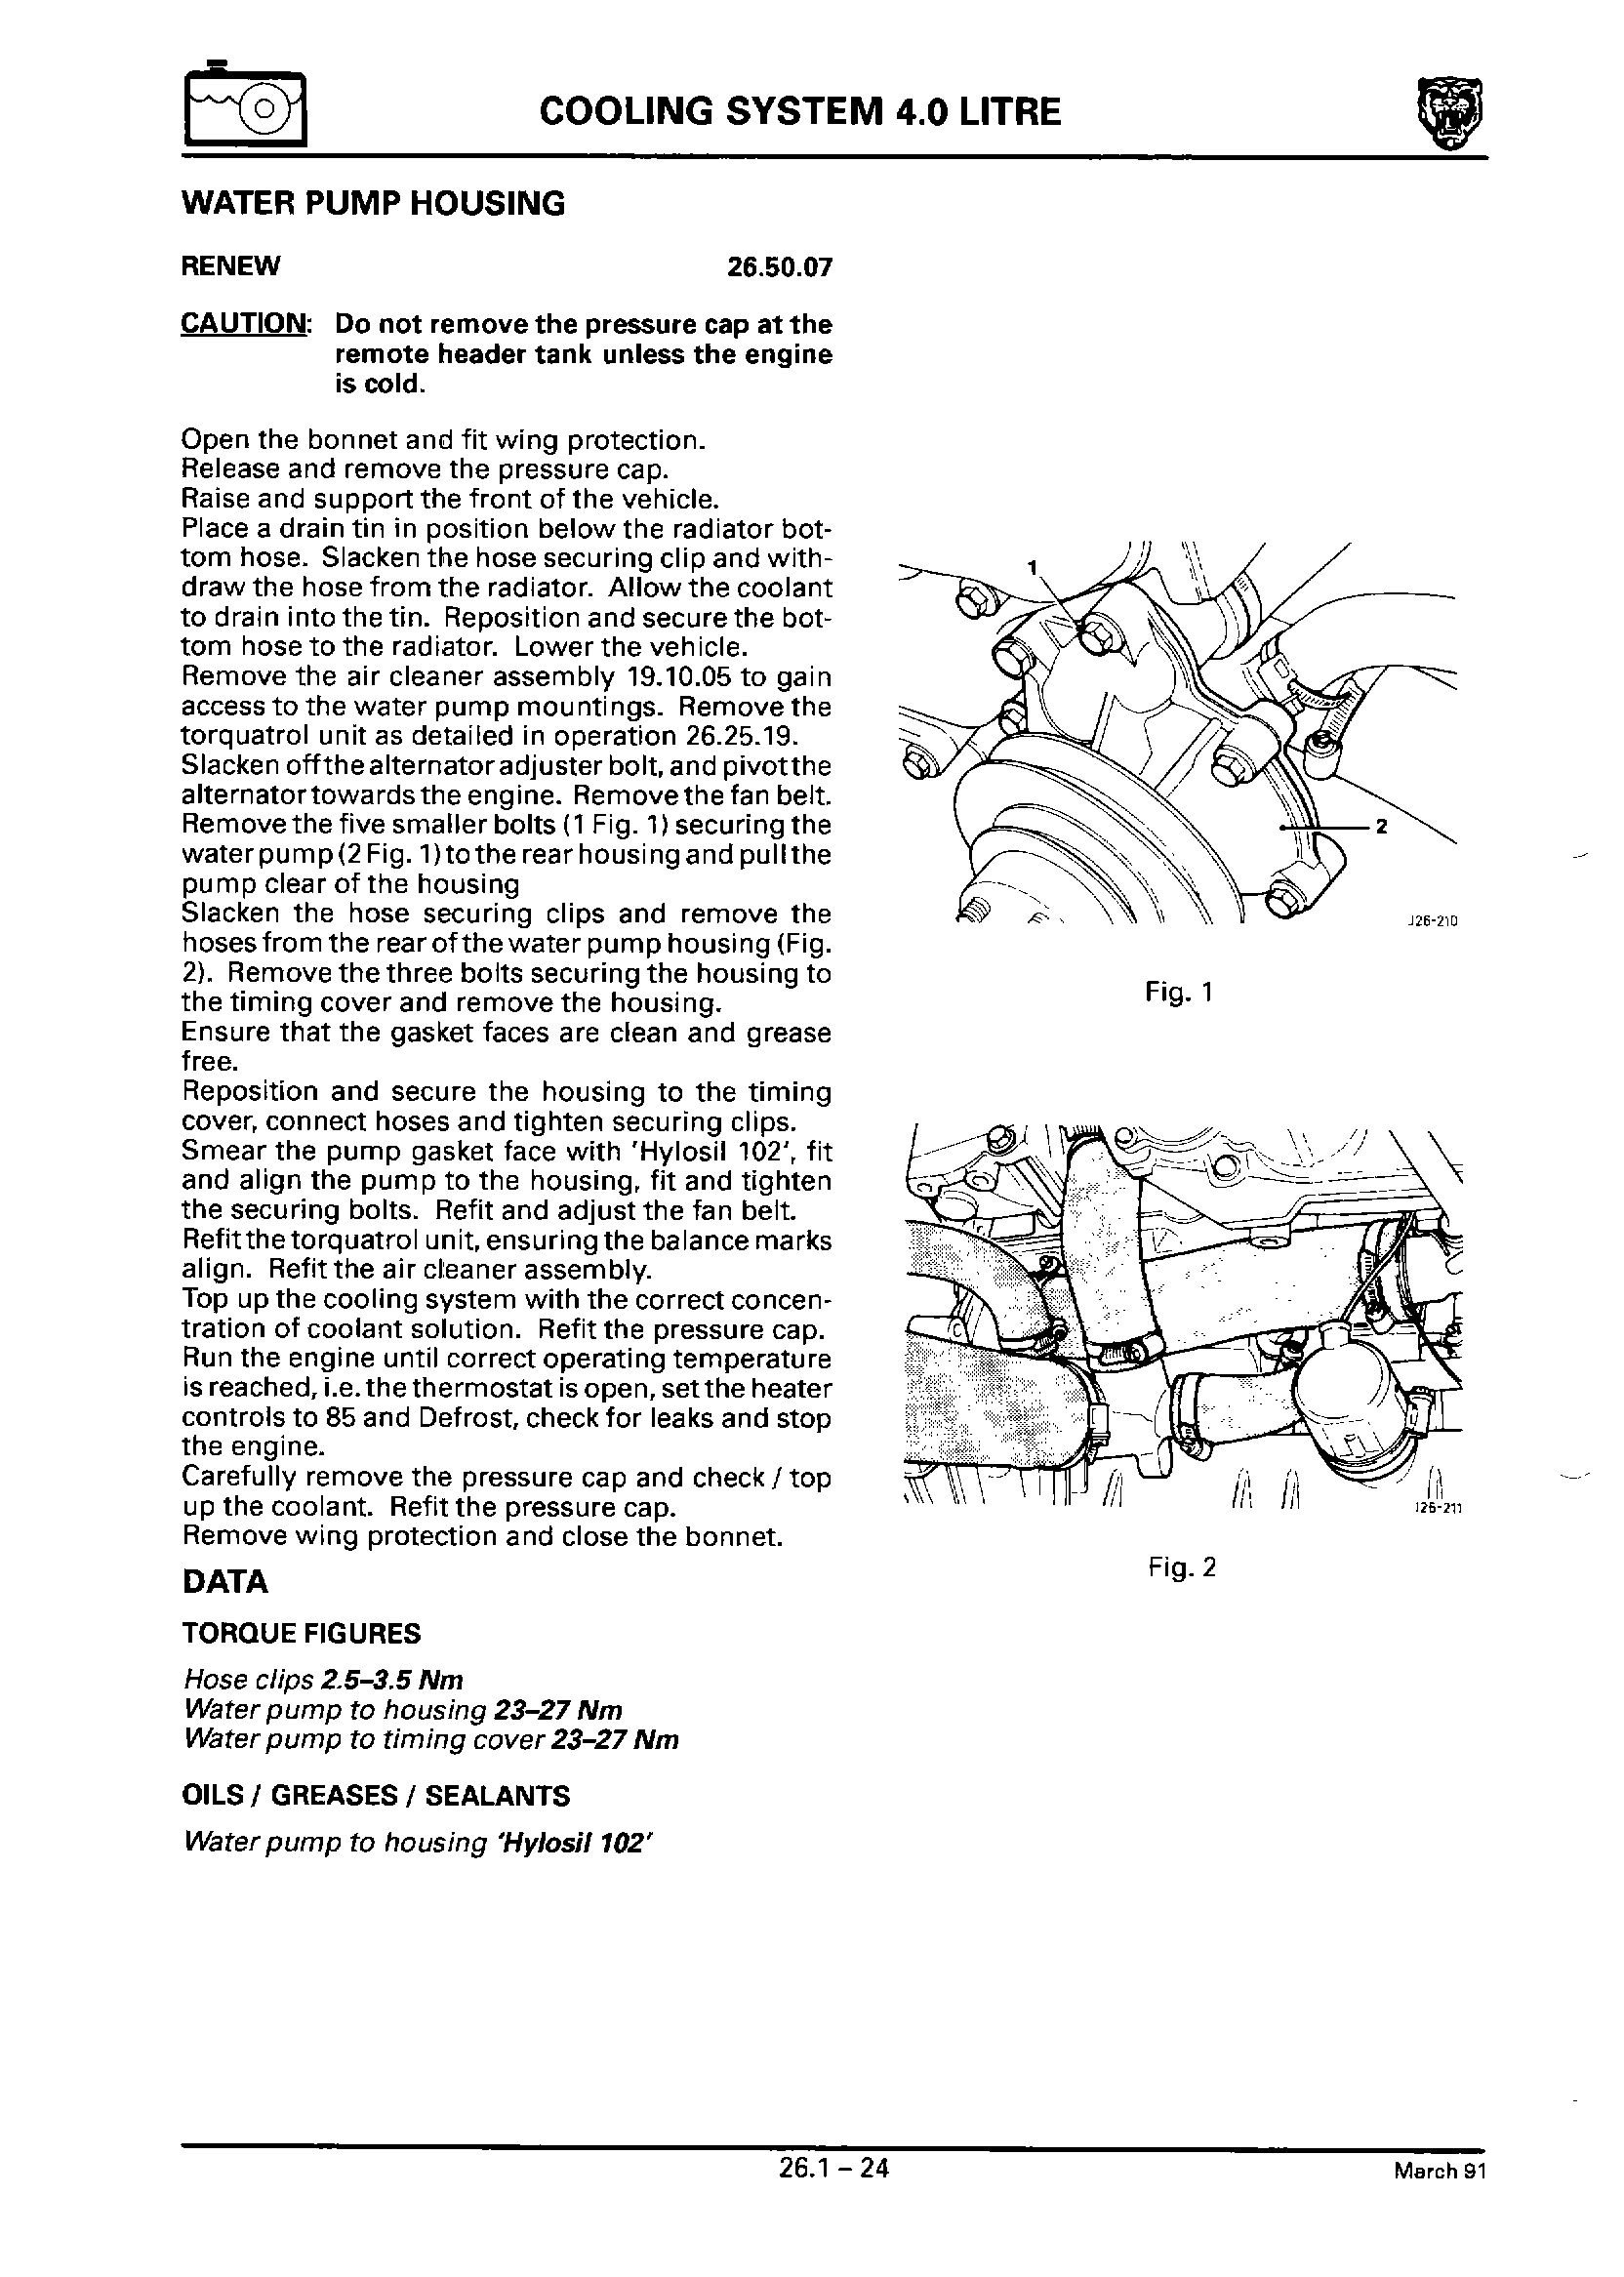 COOLING SYSTEM 4.0 LITRE
WATER PUMP HOUSING
RENEW 26.50.07
CAUTION: Do not remove the pressure cap at the
remote header tank unless the engine
is cold.
Open the bonnet and fit wing protection.
Release and remove the pressure cap.
Raise and support the front of the vehicle.
Place a drain tin in position below the radiator bot-
tom hose. Slacken the hose securing clip and with-
draw the hose from the radiator. Allow the coolant
to drain into the tin. Reposition and secure the bot-
tom hose to the radiator. Lower the vehicle.
Remove the air cleaner assembly 19.10.05 to gain
access to the water pump mountings. Remove the
torquatrol unit as detailed in operation 26.25.19.
Slacken off the alternator adjuster bolt, and pivot the
alternator towards the engine. Remove the fan belt.
Remove the five smaller bolts (1 Fig. 1) securing the
water pump (2 Fig. 1) to the rear housing and pull the
pump clear of the housing
Slacken the hose securing clips and remove the
hoses from the rear of the water pump housing (Fig.
2). Remove the three bolts securing the housing to
the timing cover and remove the housing.
Ensure that the gasket faces are clean and grease
free.
Reposition and secure the housing to the timing
cover, connect hoses and tighten securing clips.
Smear the pump gasket face with 'Hylosil 102', fit
and align the pump to the housing, fit and tighten
the securing bolts. Refit and adjust the fan belt.
Refit the torquatrol unit, ensuring the balance marks
align. Refit the air cleaner assembly.
Top up the cooling system with the correct concen-
tration of coolant solution. Refit the pressure cap.
Run the engine until correct operating temperature
is reached, i.e. the thermostat is open, set the heater
controls to 85 and Defrost, check for leaks and stop
the engine.
Carefully remove the pressure cap and check / top
up the coolant. Refit the pressure cap.
Remove wing protection and close the bonnet.
DATA
TORQUE FIGURES
Hose clips 2.5–3.5 Nm
Water pump to housing 23–27 Nm
Water pump to timing cover 23–27 Nm
OILS / GREASES / SEALANTS
Water pump to housing 'Hylosil 102'
1
2
J26-210
Fig. 1
J26-211
Fig. 2
26.1 – 24
March 91